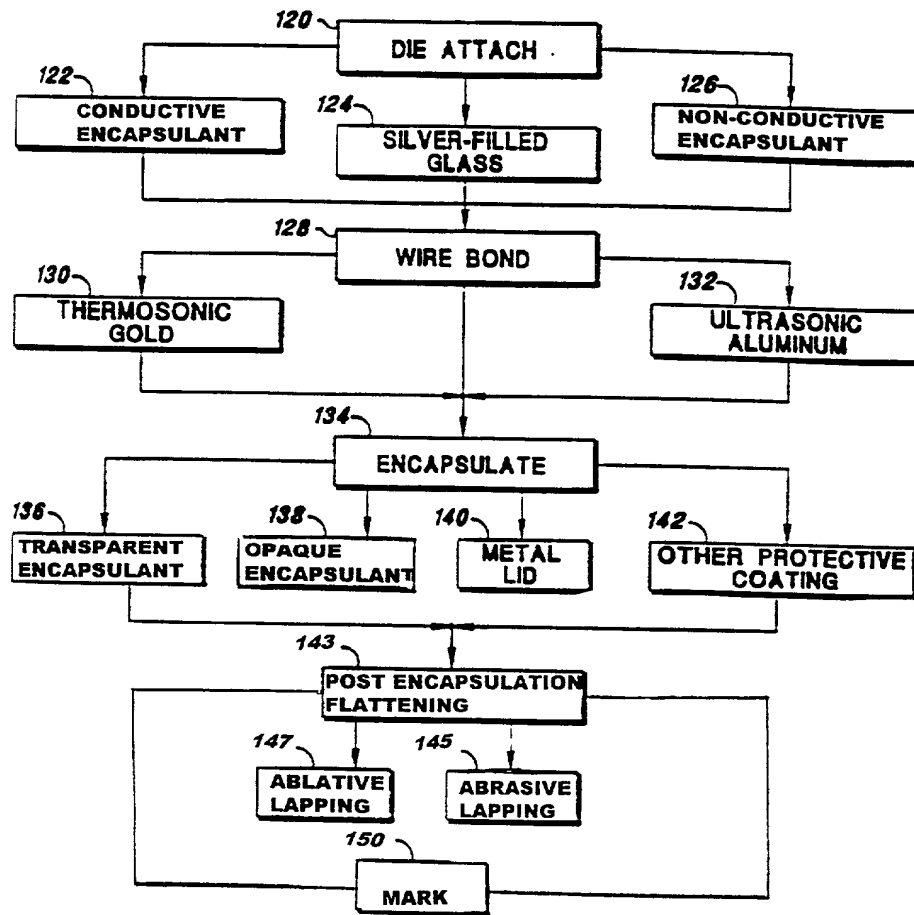 120
DIE ATTACH
122
CONDUCTIVE
ENCAPSULANT
124
SILVER-FILLED
GLASS
126
NON-CONDUCTIVE
ENCAPSULANT
128
WIRE BOND
130
THERMOSONIC
GOLD
132
ULTRASONIC
ALUMINUM
134
ENCAPSULATE
136
TRANSPARENT
ENCAPSULANT
138
OPAQUE
ENCAPSULANT
140
METAL
LID
142
OTHER PROTECTIVE
COATING
143
POST ENCAPSULATION
FLATTENING
147
ABLATIVE
LAPPING
145
ABRASIVE
LAPPING
150
MARK